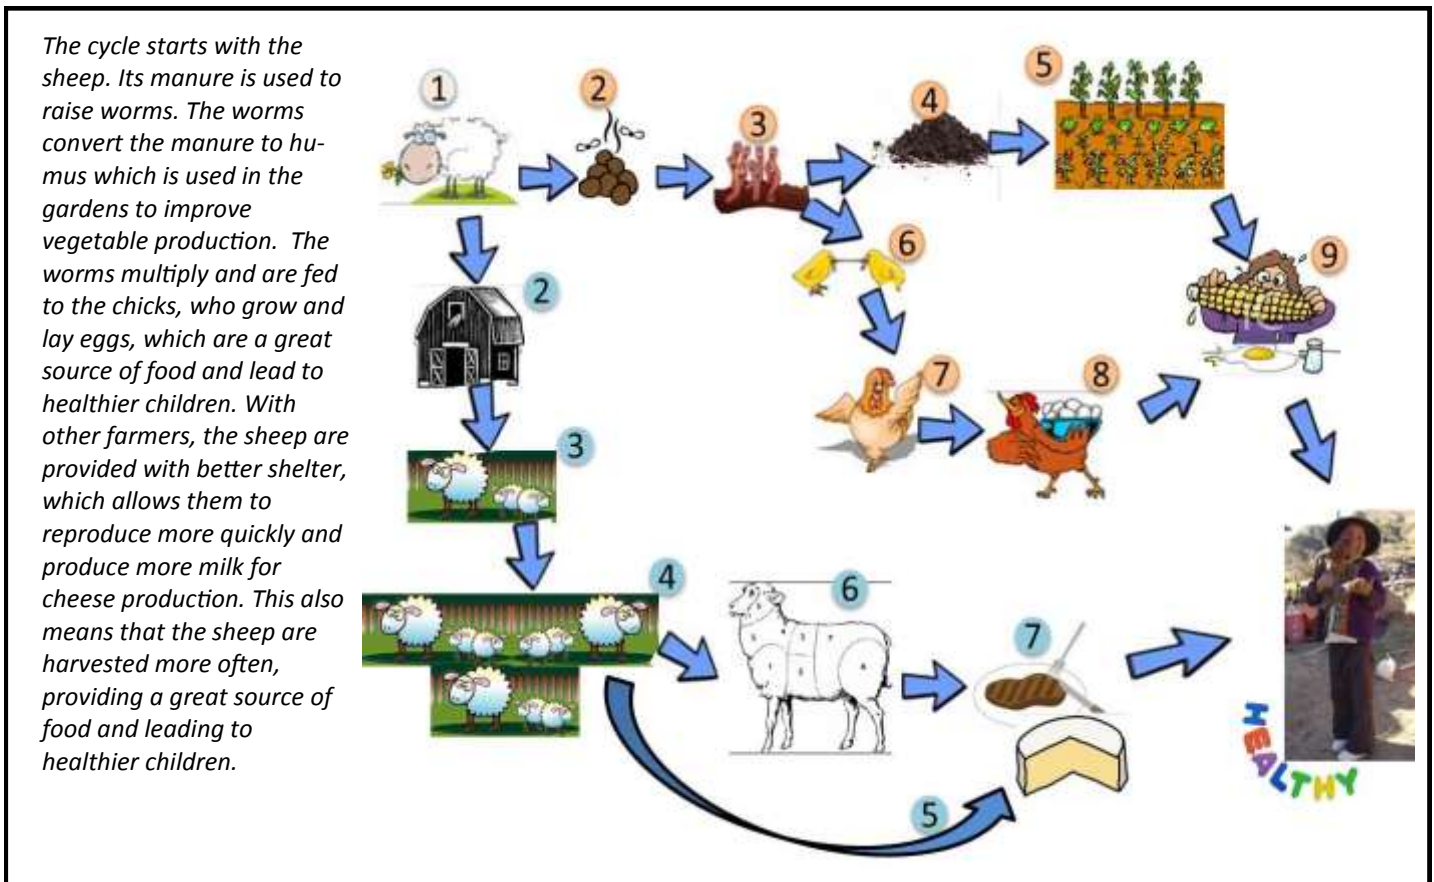 The cycle starts with the
sheep. Its manure is used to
raise worms. The worms
convert the manure to hu-
mus which is used in the
gardens to improve
vegetable production.  The
worms multiply and are fed
to the chicks, who grow and
lay eggs, which are a great
source of food and lead to
healthier children. With
other farmers, the sheep are
provided with better shelter,
which allows them to
reproduce more quickly and
produce more milk for
cheese production. This also
means that the sheep are
harvested more often,
providing a great source of
food and leading to
healthier children.
1
2
3
4
5
6
7
8
9
2
3
4
5
6
7
HEALTHY